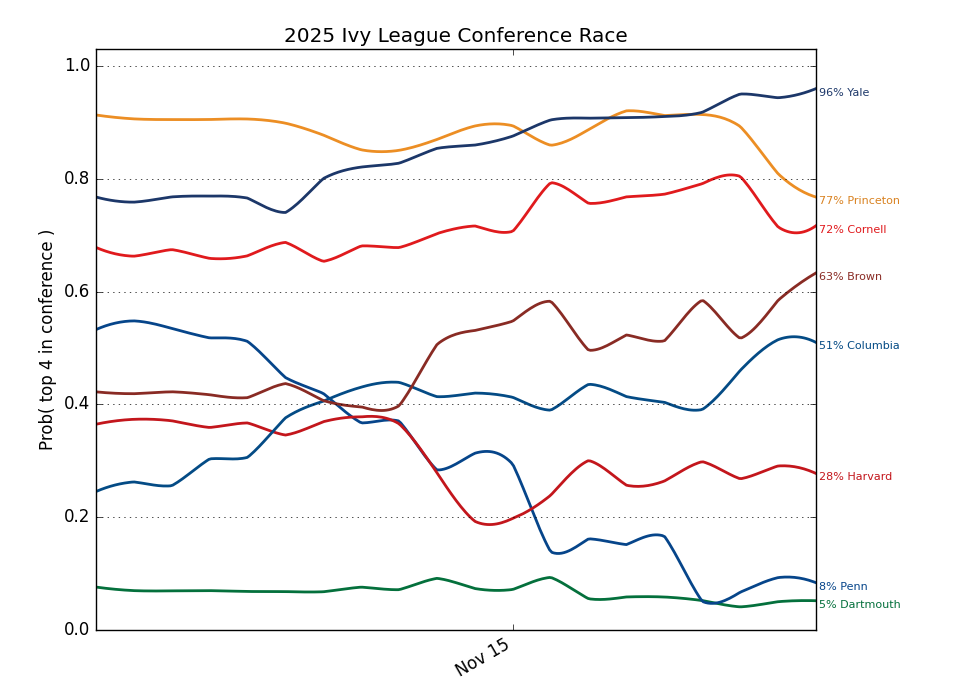 2025 Ivy League Conference Race
Prob( top 4 in conference )
1.0
0.8
0.6
0.4
0.2
0.0
Nov 15
96% Yale
77% Princeton
72% Cornell
63% Brown
51% Columbia
28% Harvard
8% Penn
5% Dartmouth